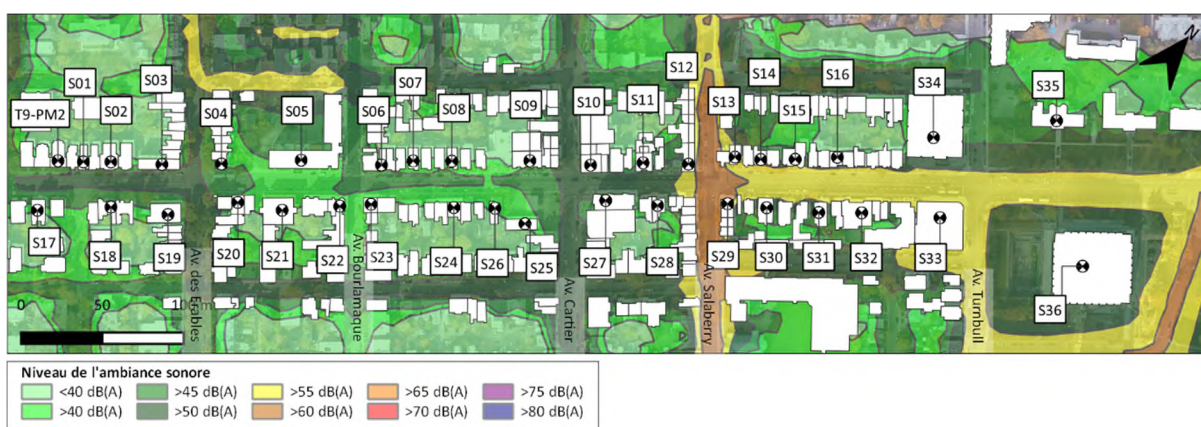 N
S12
S01
S03
S07
S14
S16
S34
S35
T9-PM2
S02
S04
S05
S06
S08
S09
S10
S11
S13
S15
S17
S18
S19
S20
S21
S22
S23
S24
S26
S25
S27
S28
S29
S30
S31
S32
S33
S36
Av. des Érables
Av. Bourlamaque
Av. Cartier
Av. Salaberry
Av. Turnbull
0 50
Niveau de l'ambiance sonore
<40 dB(A) >45 dB(A) >55 dB(A) >65 dB(A) >75 dB(A)
>40 dB(A) >50 dB(A) >60 dB(A) >70 dB(A) >80 dB(A)